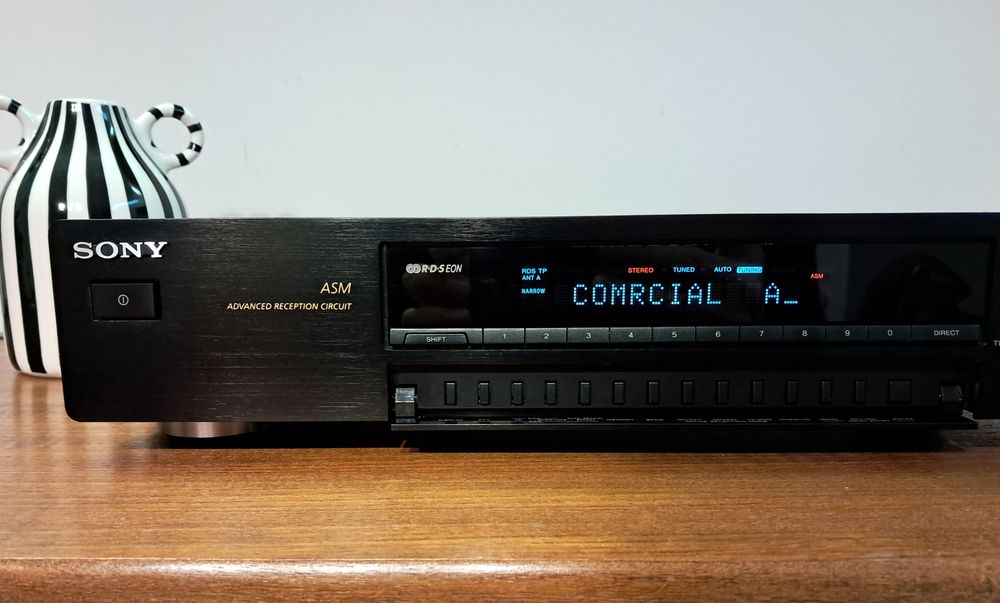 SONY
ASM
ADVANCED RECEPTION CIRCUIT
R·D·S EON
RDS TP
ANT A
NARROW
STEREO TUNED AUTO TUNING
ASM
COMRCIAL A_
SHIFT 1 2 3 4 5 6 7 8 9 0 DIRECT